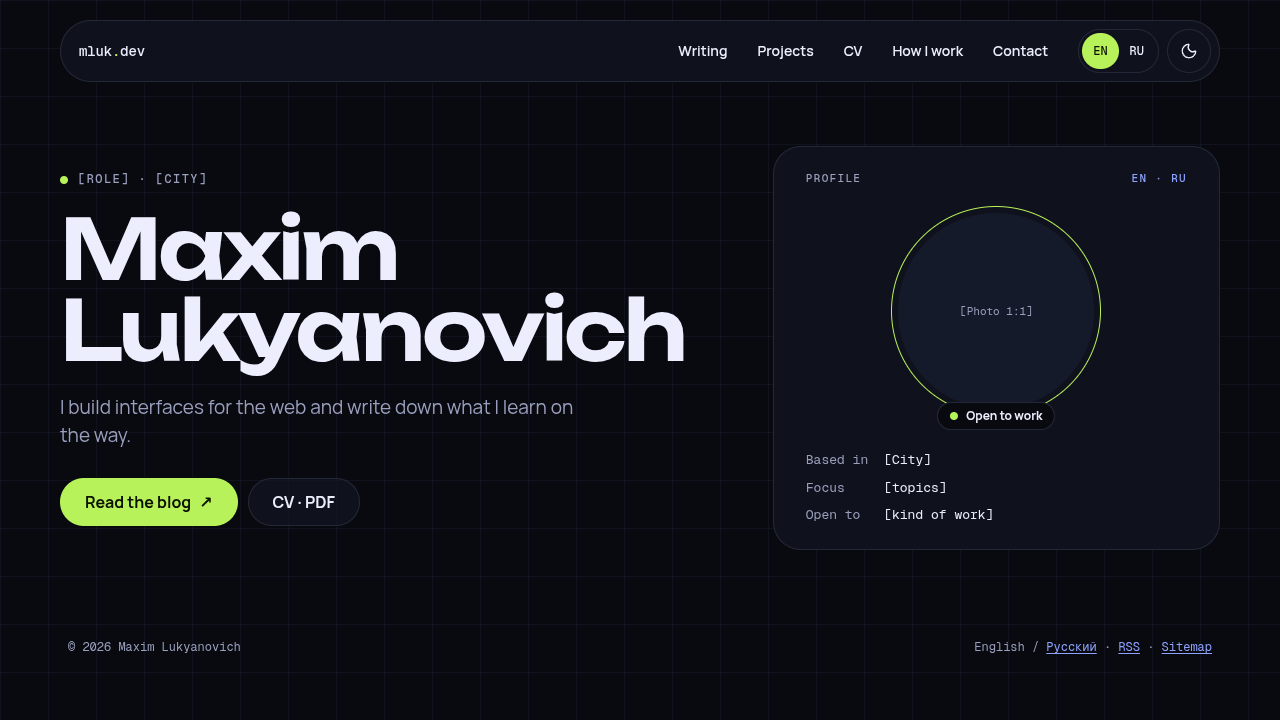 mluk.dev
Writing Projects CV How I work Contact EN RU
[ROLE] · [CITY]
Maxim
Lukyanovich
I build interfaces for the web and write down what I learn on
the way.
Read the blog ↗ CV · PDF
PROFILE EN · RU
[Photo 1:1]
Open to work
Based in [City]
Focus [topics]
Open to [kind of work]
© 2026 Maxim Lukyanovich
English / Русский · RSS · Sitemap